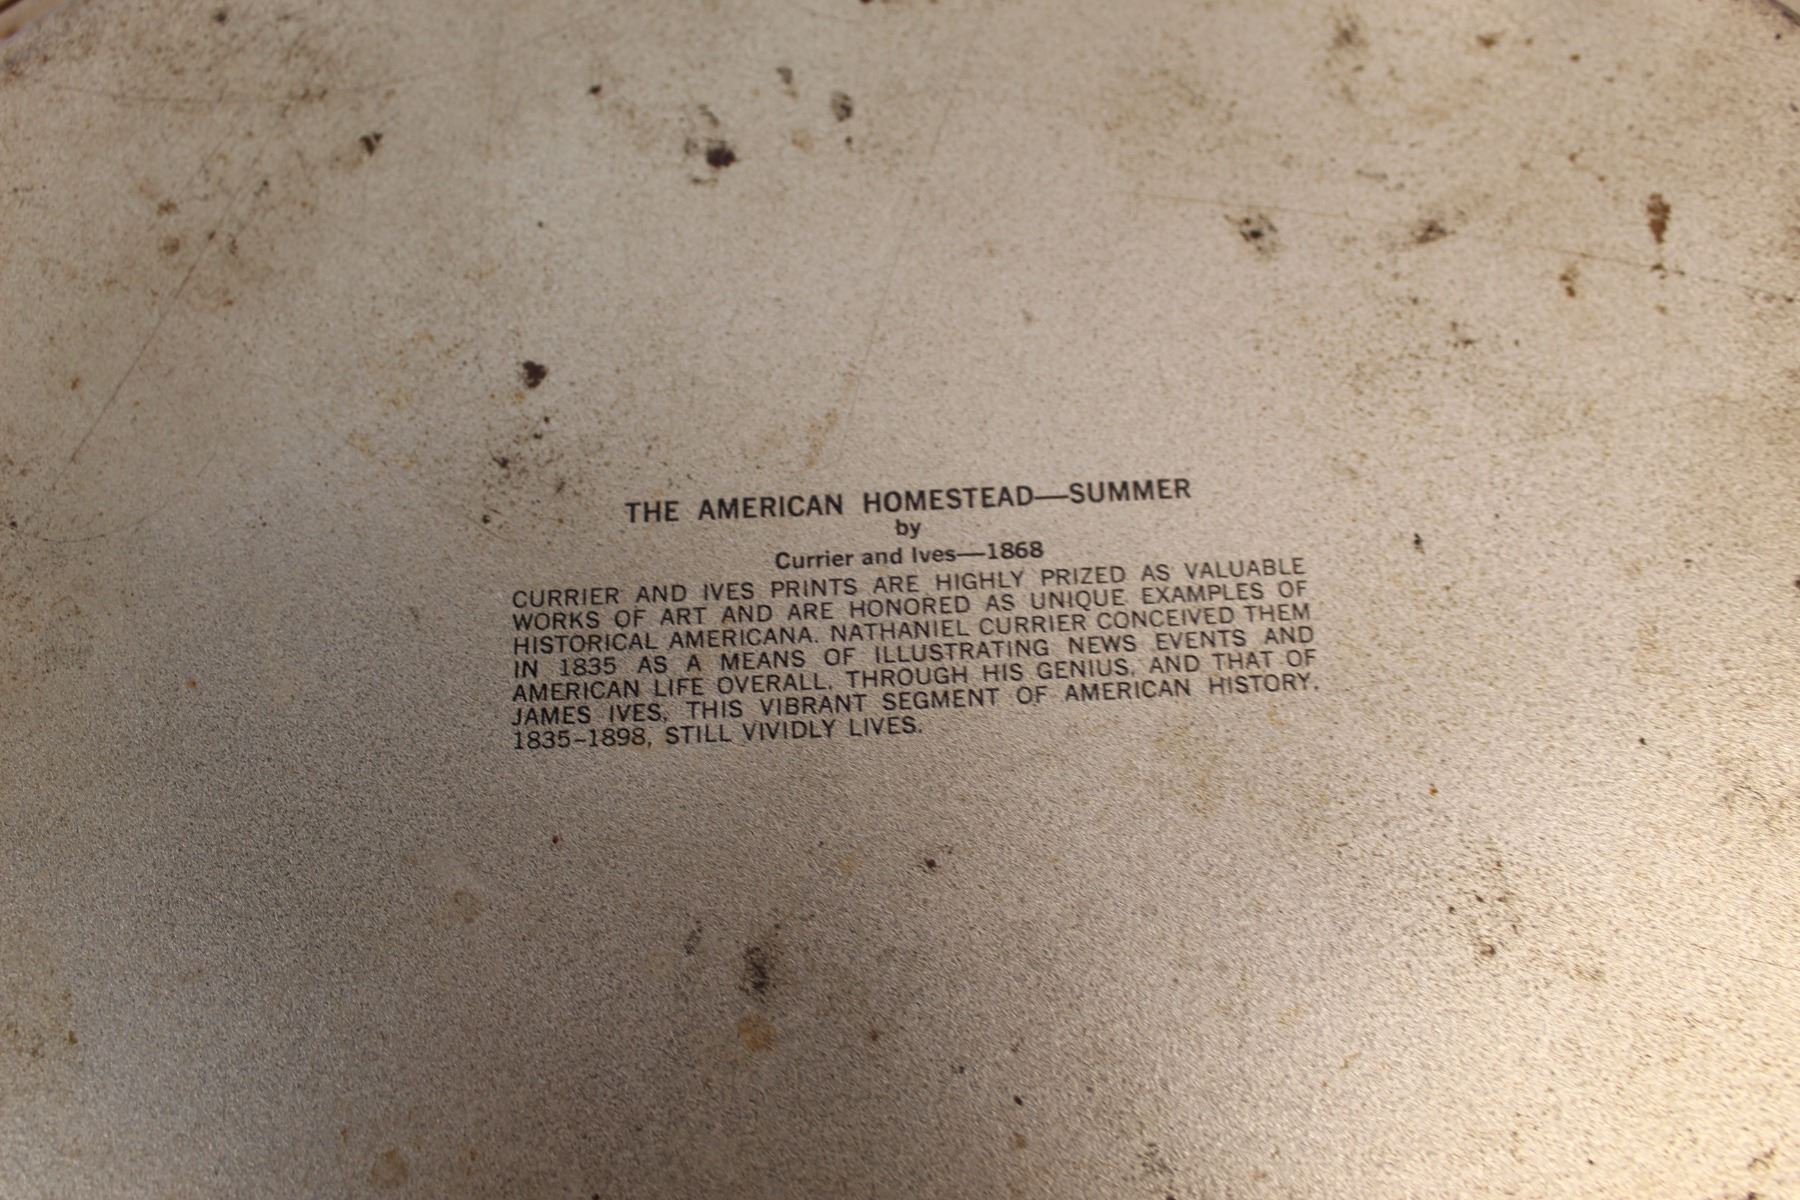 THE AMERICAN HOMESTEAD—SUMMER
by
Currier and Ives—1868
CURRIER AND IVES PRINTS ARE HIGHLY PRIZED AS VALUABLE
WORKS OF ART AND ARE HONORED AS UNIQUE EXAMPLES OF
HISTORICAL AMERICANA. NATHANIEL CURRIER CONCEIVED THEM
IN 1835 AS A MEANS OF ILLUSTRATING NEWS EVENTS AND
AMERICAN LIFE OVERALL. THROUGH HIS GENIUS, AND THAT OF
JAMES IVES, THIS VIBRANT SEGMENT OF AMERICAN HISTORY,
1835-1898, STILL VIVIDLY LIVES.